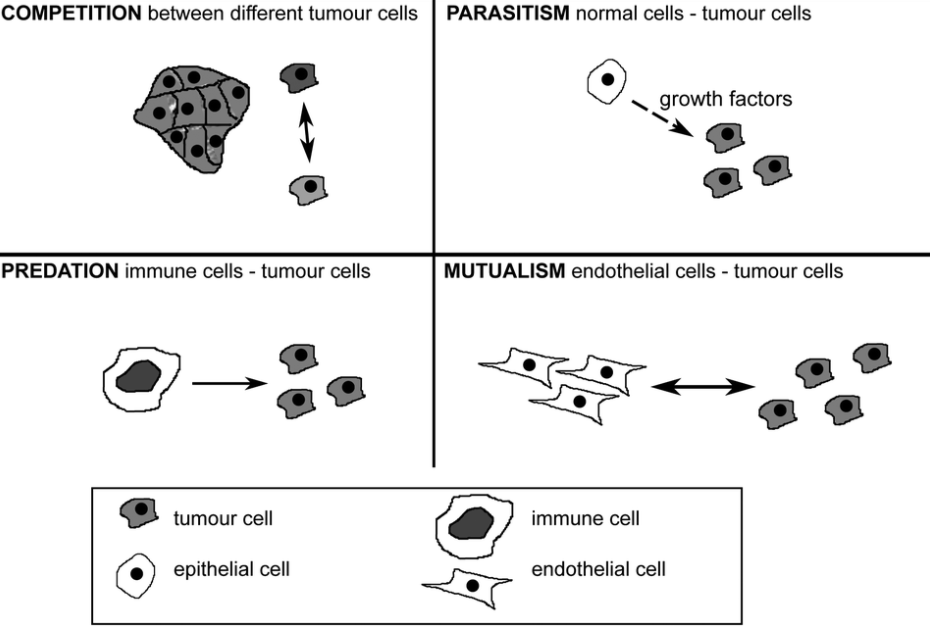 COMPETITION between different tumour cells
PARASITISM normal cells - tumour cells
growth factors
PREDATION immune cells - tumour cells
MUTUALISM endothelial cells - tumour cells
tumour cell
immune cell
epithelial cell
endothelial cell